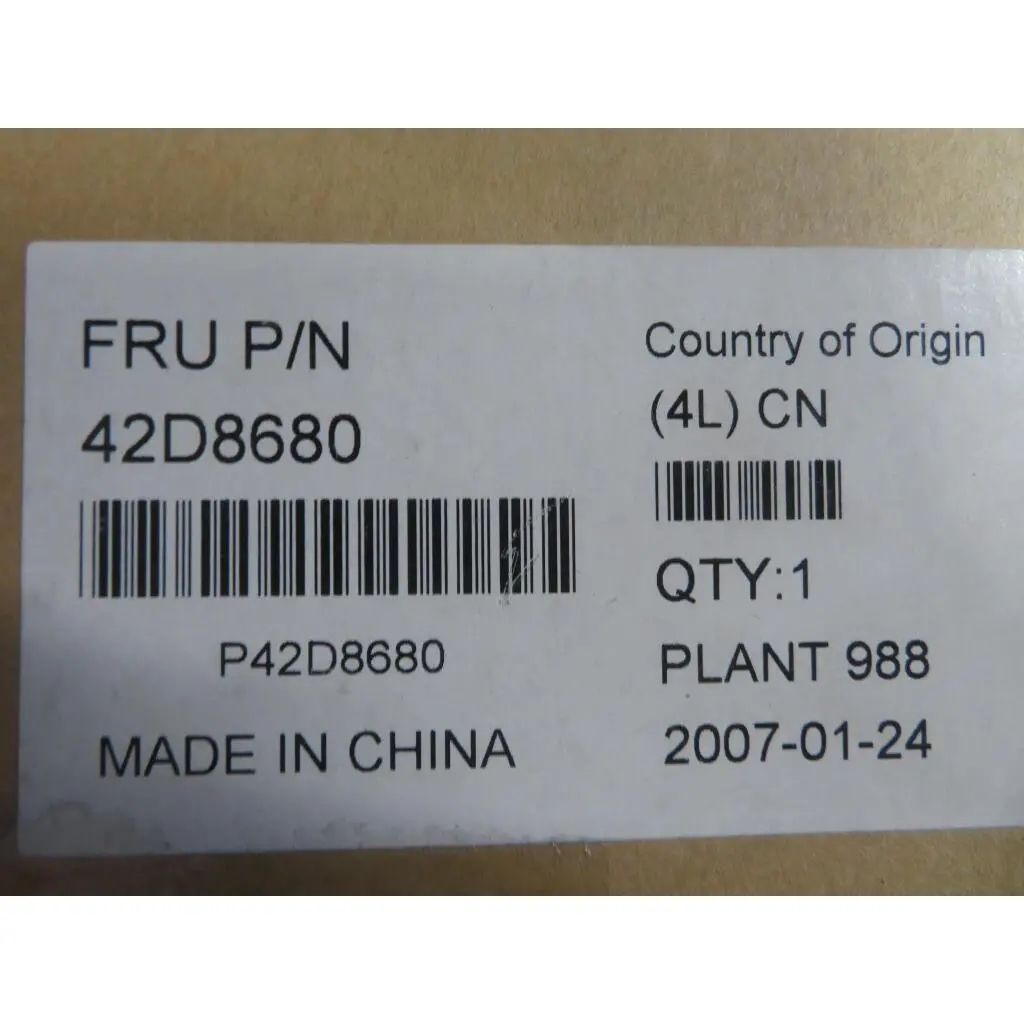 FRU P/N
42D8680
P42D8680
MADE IN CHINA
Country of Origin
(4L) CN
QTY:1
PLANT 988
2007-01-24